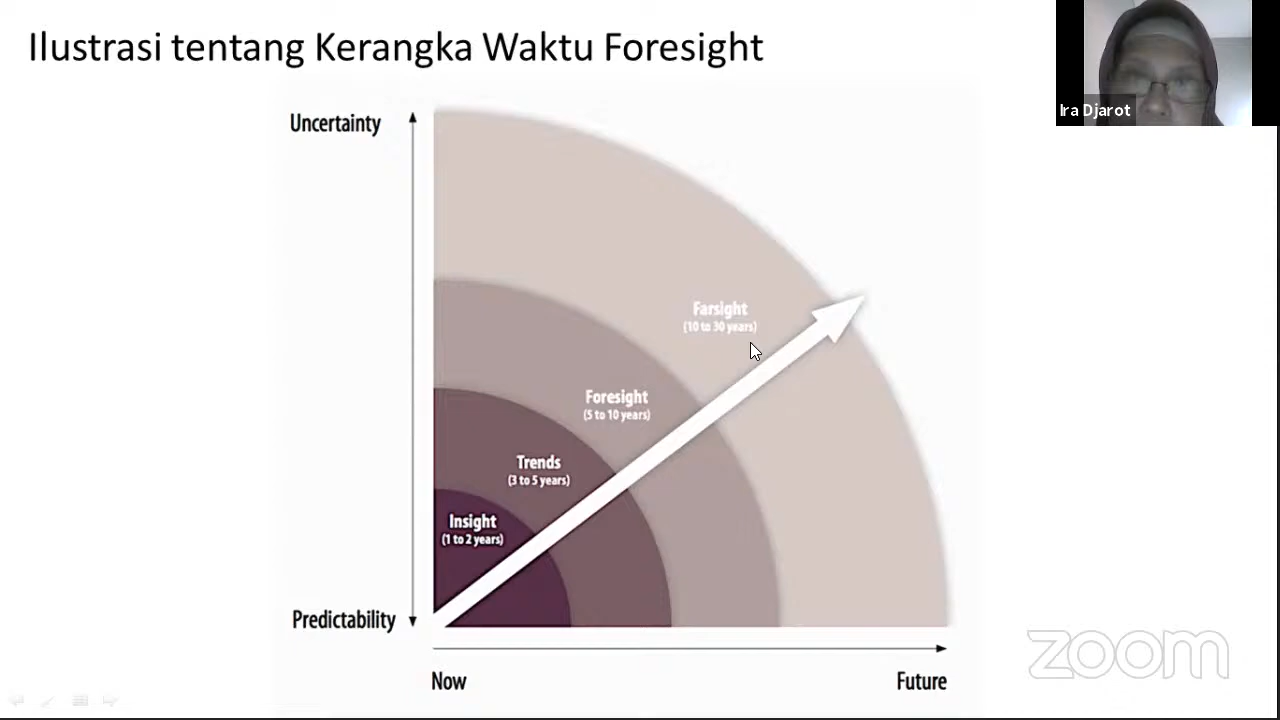 Ilustrasi tentang Kerangka Waktu Foresight
Ira Djarot
Uncertainty
Farsight
(10 to 30 years)
Foresight
(5 to 10 years)
Trends
(3 to 5 years)
Insight
(1 to 2 years)
Predictability
Now
Future
zoom